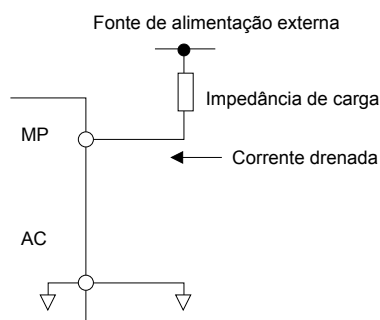 Fonte de alimentação externa
Impedância de carga
MP
Corrente drenada
AC